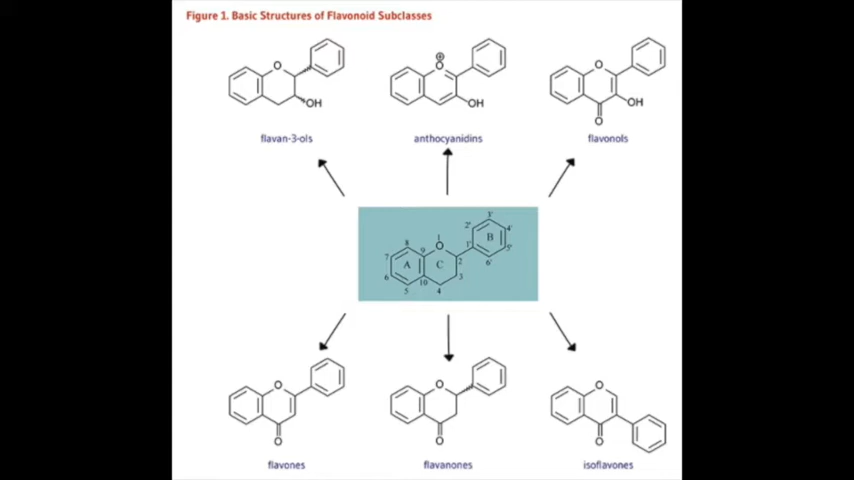 Figure 1. Basic Structures of Flavonoid Subclasses
O
OH
flavan-3-ols
⊕
O
OH
anthocyanidins
O
OH
O
flavonols
1
O
2
3
4
5
6
7
8
9
10
A
C
B
1'
2'
3'
4'
5'
6'
O
O
flavones
O
O
flavanones
O
O
isoflavones